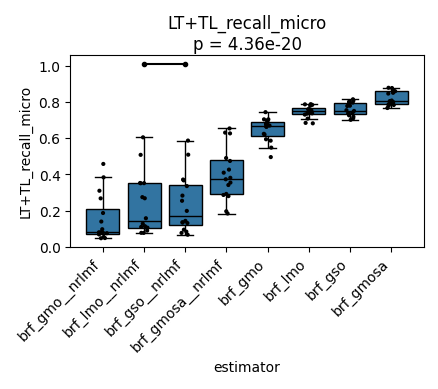 LT+TL_recall_micro
p = 4.36e-20
LT+TL_recall_micro
1.0
0.8
0.6
0.4
0.2
0.0
brf_gmo__nrlmf
brf_lmo__nrlmf
brf_gso__nrlmf
brf_gmosa__nrlmf
brf_gmo
brf_lmo
brf_gso
brf_gmosa
estimator